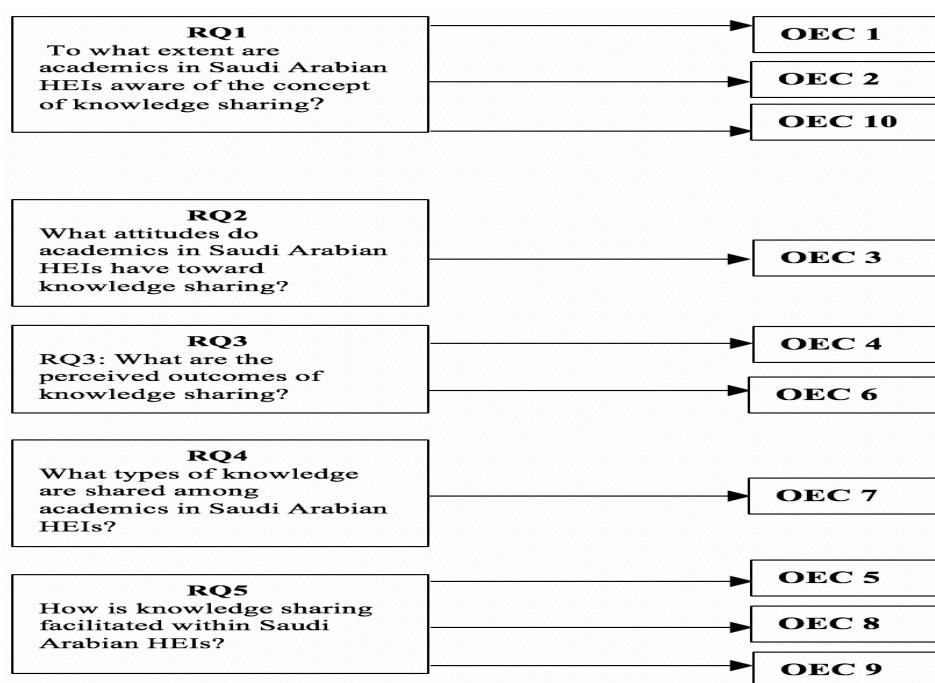 RQ1
To what extent are
academics in Saudi Arabian
HEIs aware of the concept
of knowledge sharing?
OEC 1
OEC 2
OEC 10
RQ2
What attitudes do
academics in Saudi Arabian
HEIs have toward
knowledge sharing?
OEC 3
RQ3
RQ3: What are the
perceived outcomes of
knowledge sharing?
OEC 4
OEC 6
RQ4
What types of knowledge
are shared among
academics in Saudi Arabian
HEIs?
OEC 7
RQ5
How is knowledge sharing
facilitated within Saudi
Arabian HEIs?
OEC 5
OEC 8
OEC 9